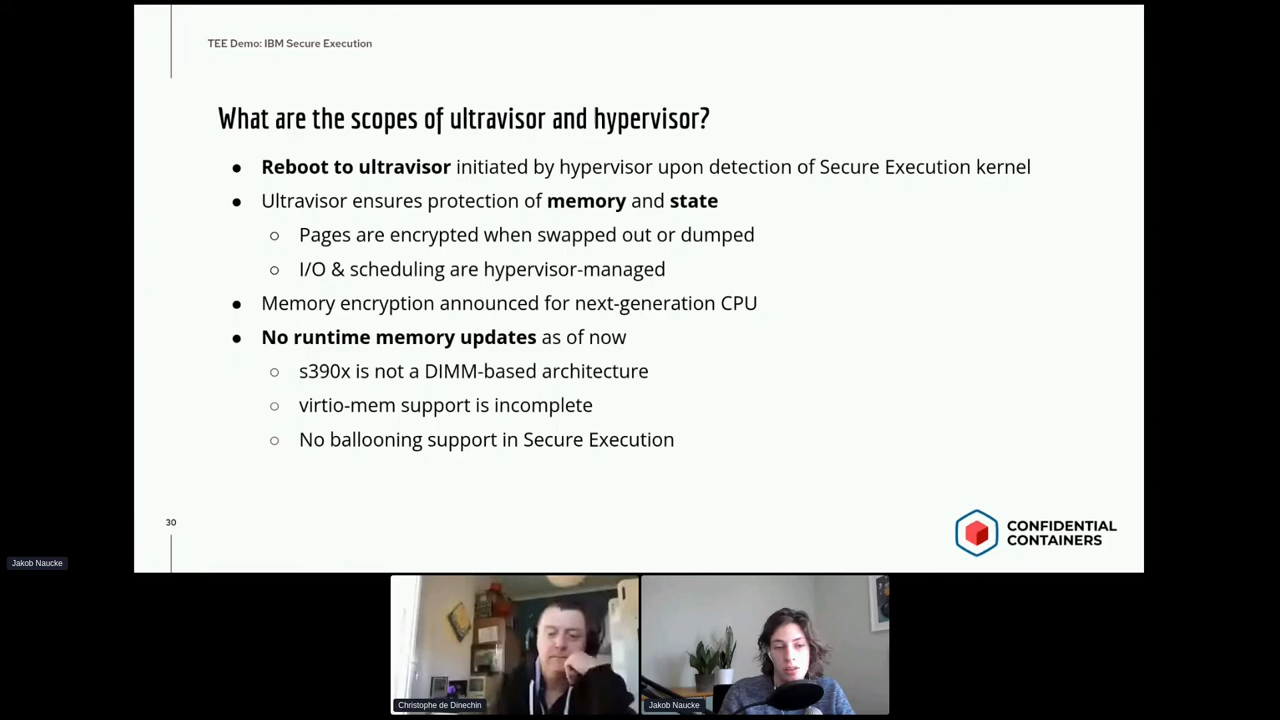 TEE Demo: IBM Secure Execution
What are the scopes of ultravisor and hypervisor?
● Reboot to ultravisor initiated by hypervisor upon detection of Secure Execution kernel
● Ultravisor ensures protection of memory and state
○ Pages are encrypted when swapped out or dumped
○ I/O & scheduling are hypervisor-managed
● Memory encryption announced for next-generation CPU
● No runtime memory updates as of now
○ s390x is not a DIMM-based architecture
○ virtio-mem support is incomplete
○ No ballooning support in Secure Execution
30
CONFIDENTIAL
CONTAINERS
Jakob Naucke
Christophe de Dinechin
Jakob Naucke